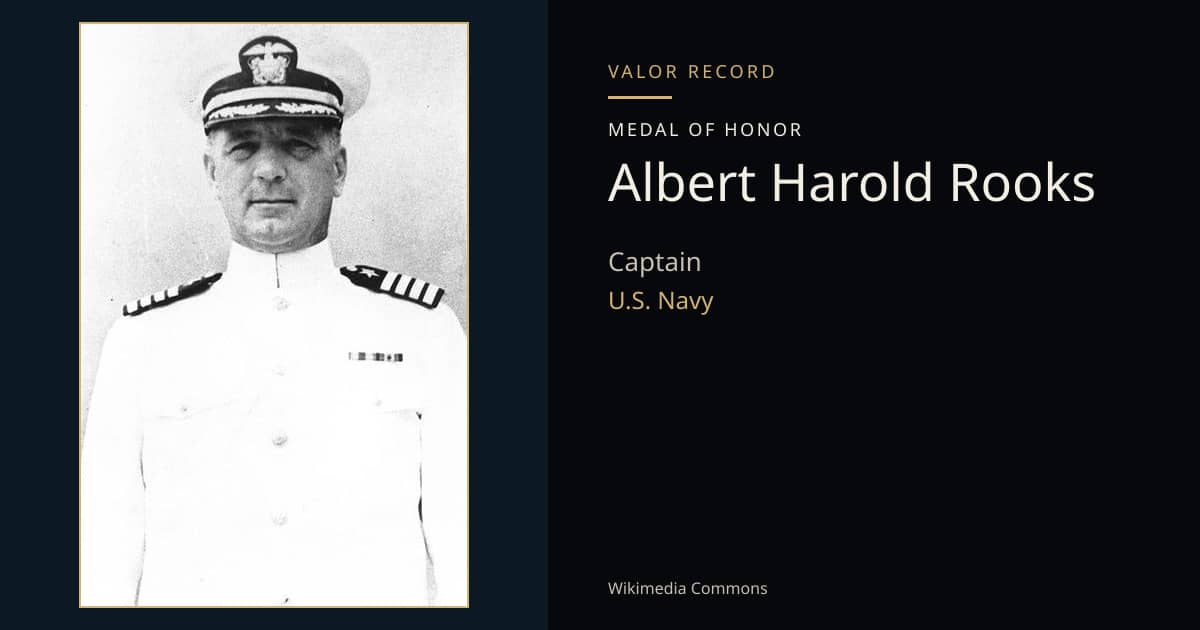 VALOR RECORD
MEDAL OF HONOR
Albert Harold Rooks
Captain
U.S. Navy
Wikimedia Commons